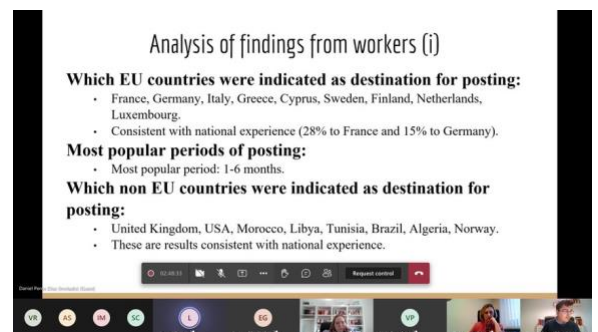 Analysis of findings from workers (i)
Which EU countries were indicated as destination for posting:
• France, Germany, Italy, Greece, Cyprus, Sweden, Finland, Netherlands,
Luxembourg.
• Consistent with national experience (28% to France and 15% to Germany).
Most popular periods of posting:
• Most popular period: 1-6 months.
Which non EU countries were indicated as destination for
posting:
• United Kingdom, USA, Morocco, Libya, Tunisia, Brazil, Algeria, Norway.
• These are results consistent with national experience.
Request control
VR AS IM SC L EG VP